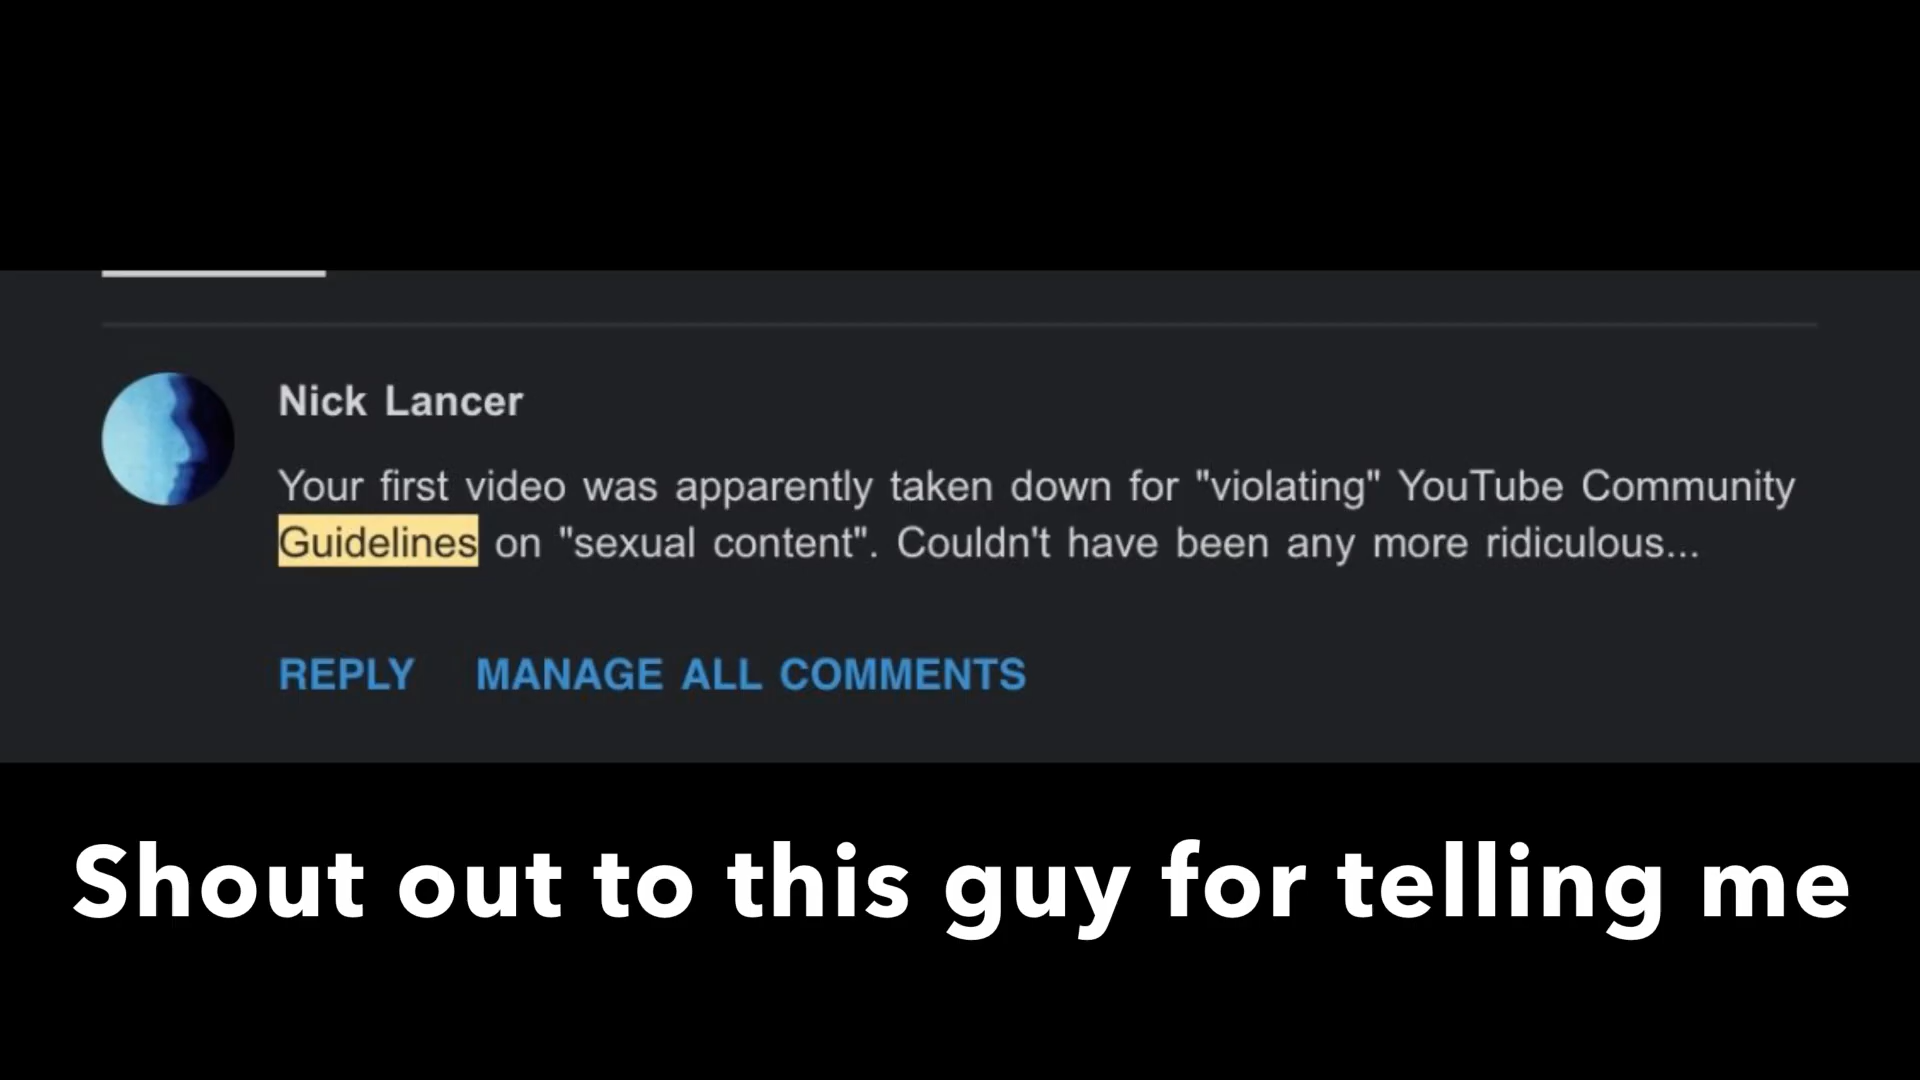 Nick Lancer
Your first video was apparently taken down for "violating" YouTube Community
Guidelines on "sexual content". Couldn't have been any more ridiculous...
REPLY MANAGE ALL COMMENTS
Shout out to this guy for telling me